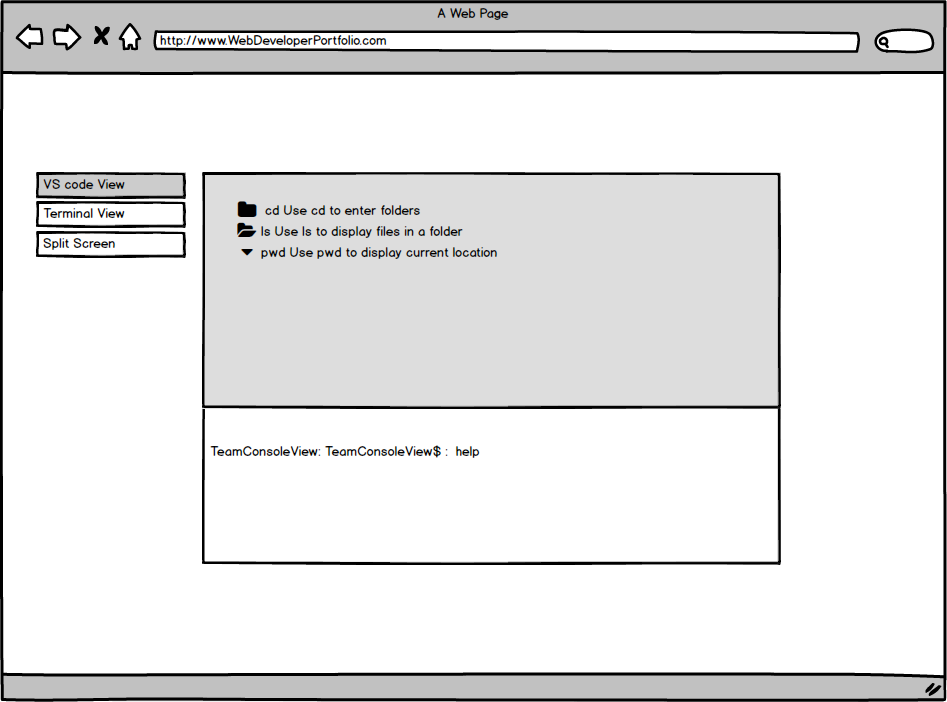 A Web Page
http://www.WebDeveloperPortfolio.com
VS code View
Terminal View
Split Screen
cd Use cd to enter folders
ls Use ls to display files in a folder
pwd Use pwd to display current location
TeamConsoleView: TeamConsoleView$ : help